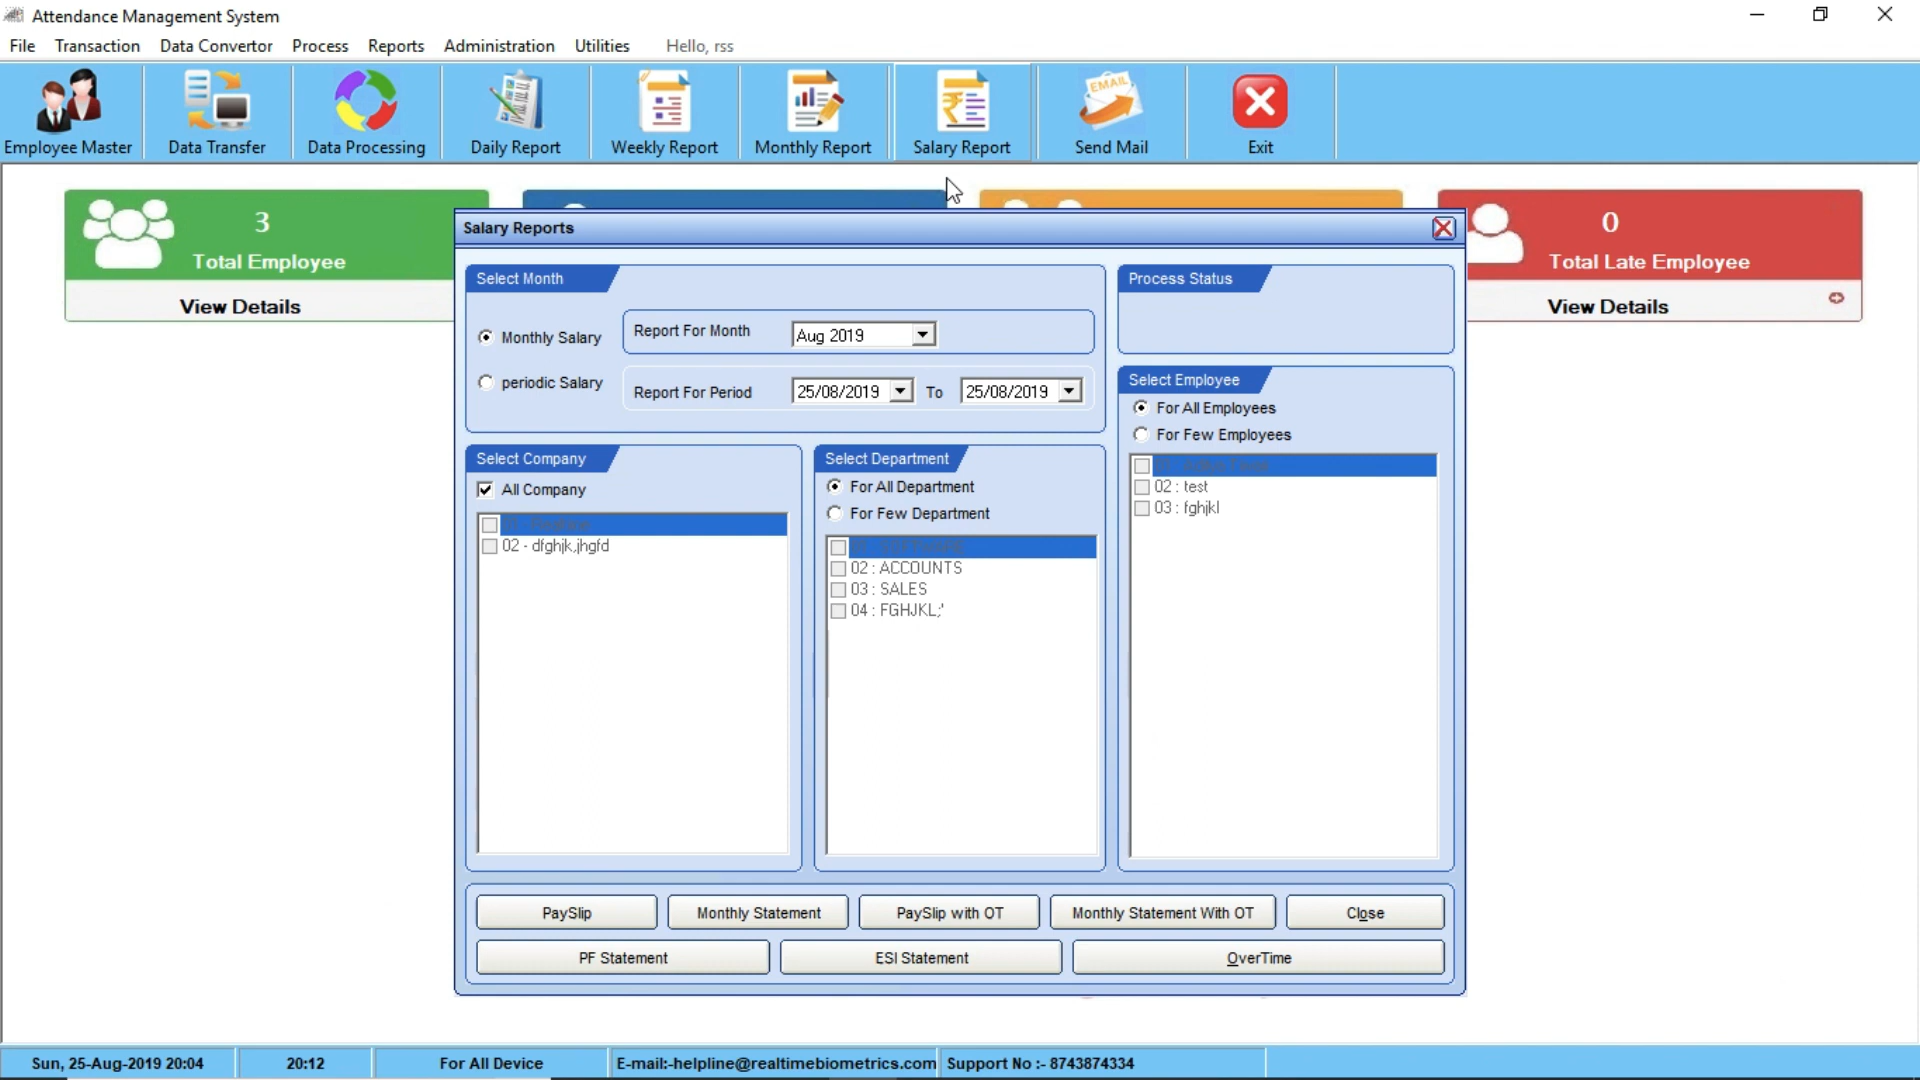 Attendance Management System
File Transaction Data Convertor Process Reports Administration Utilities Hello, rss
Employee Master Data Transfer Data Processing Daily Report Weekly Report Monthly Report Salary Report Send Mail Exit
3
Total Employee
View Details
0
Total Late Employee
View Details
Salary Reports
Select Month
Monthly Salary
Report For Month Aug 2019
periodic Salary
Report For Period 25/08/2019 To 25/08/2019
Process Status
Select Employee
For All Employees
For Few Employees
02 : test
03 : fghjkl
Select Company
All Company
02 - dfghjk,jhgfd
Select Department
For All Department
For Few Department
02 : ACCOUNTS
03 : SALES
04 : FGHJKL;'
PaySlip Monthly Statement PaySlip with OT Monthly Statement With OT Close
PF Statement ESI Statement OverTime
Sun, 25-Aug-2019 20:04 20:12 For All Device E-mail:-helpline@realtimebiometrics.com Support No :- 8743874334